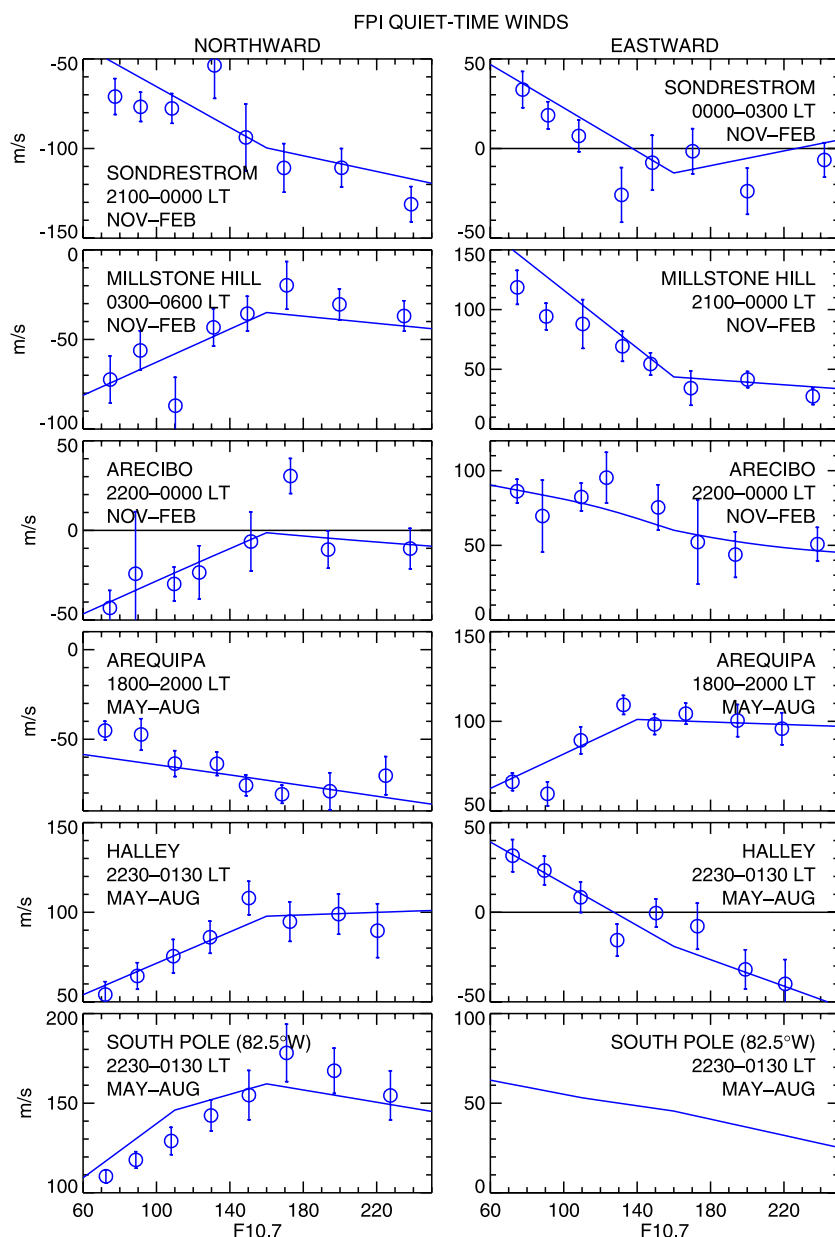 FPI QUIET-TIME WINDS
NORTHWARD
EASTWARD
-50
-100
-150
m/s
SONDRESTROM
2100–0000 LT
NOV–FEB
50
0
-50
SONDRESTROM
0000–0300 LT
NOV–FEB
0
-50
-100
m/s
MILLSTONE HILL
0300–0600 LT
NOV–FEB
150
100
50
0
MILLSTONE HILL
2100–0000 LT
NOV–FEB
50
0
-50
m/s
ARECIBO
2200–0000 LT
NOV–FEB
100
50
0
ARECIBO
2200–0000 LT
NOV–FEB
0
-50
m/s
AREQUIPA
1800–2000 LT
MAY–AUG
150
100
50
AREQUIPA
1800–2000 LT
MAY–AUG
150
100
50
m/s
HALLEY
2230–0130 LT
MAY–AUG
50
0
-50
HALLEY
2230–0130 LT
MAY–AUG
200
150
100
m/s
SOUTH POLE (82.5°W)
2230–0130 LT
MAY–AUG
100
50
0
SOUTH POLE (82.5°W)
2230–0130 LT
MAY–AUG
60 100 140 180 220
F10.7
60 100 140 180 220
F10.7